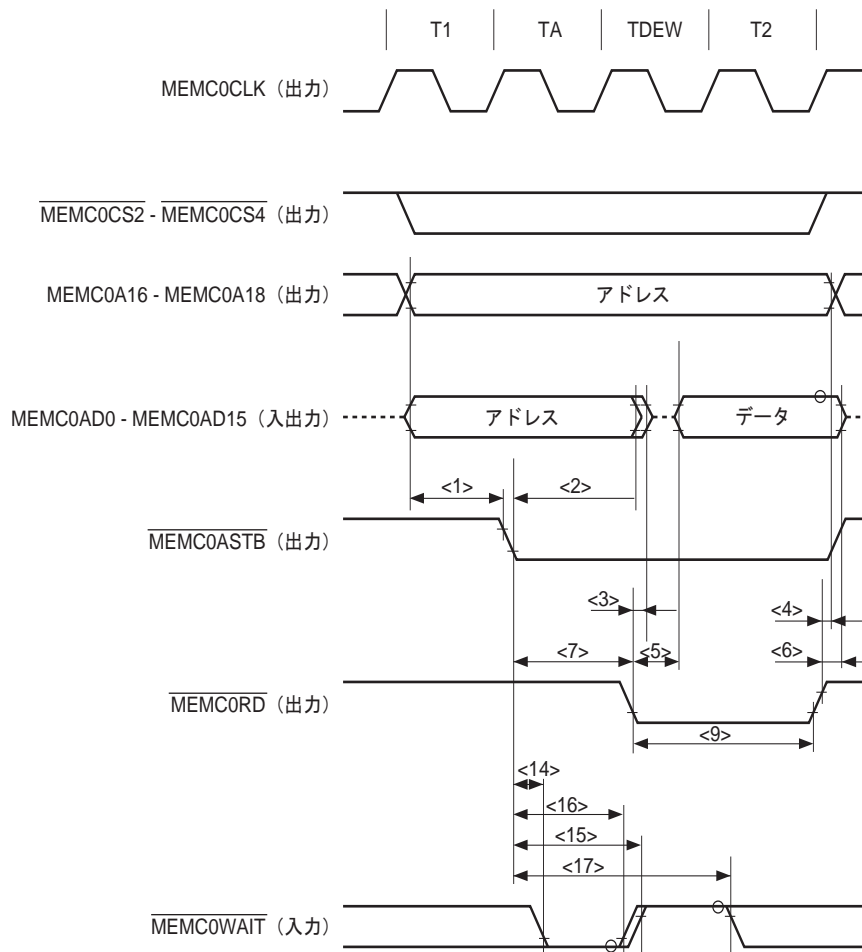 T1 TA TDEW T2
MEMC0CLK（出力）
MEMC0CS2 - MEMC0CS4（出力）
MEMC0A16 - MEMC0A18（出力） アドレス
MEMC0AD0 - MEMC0AD15（入出力） アドレス データ
<1> <2>
MEMC0ASTB（出力）
<3> <4>
<7> <5> <6>
MEMC0RD（出力）
<9>
<14>
<16>
<15>
<17>
MEMC0WAIT（入力）